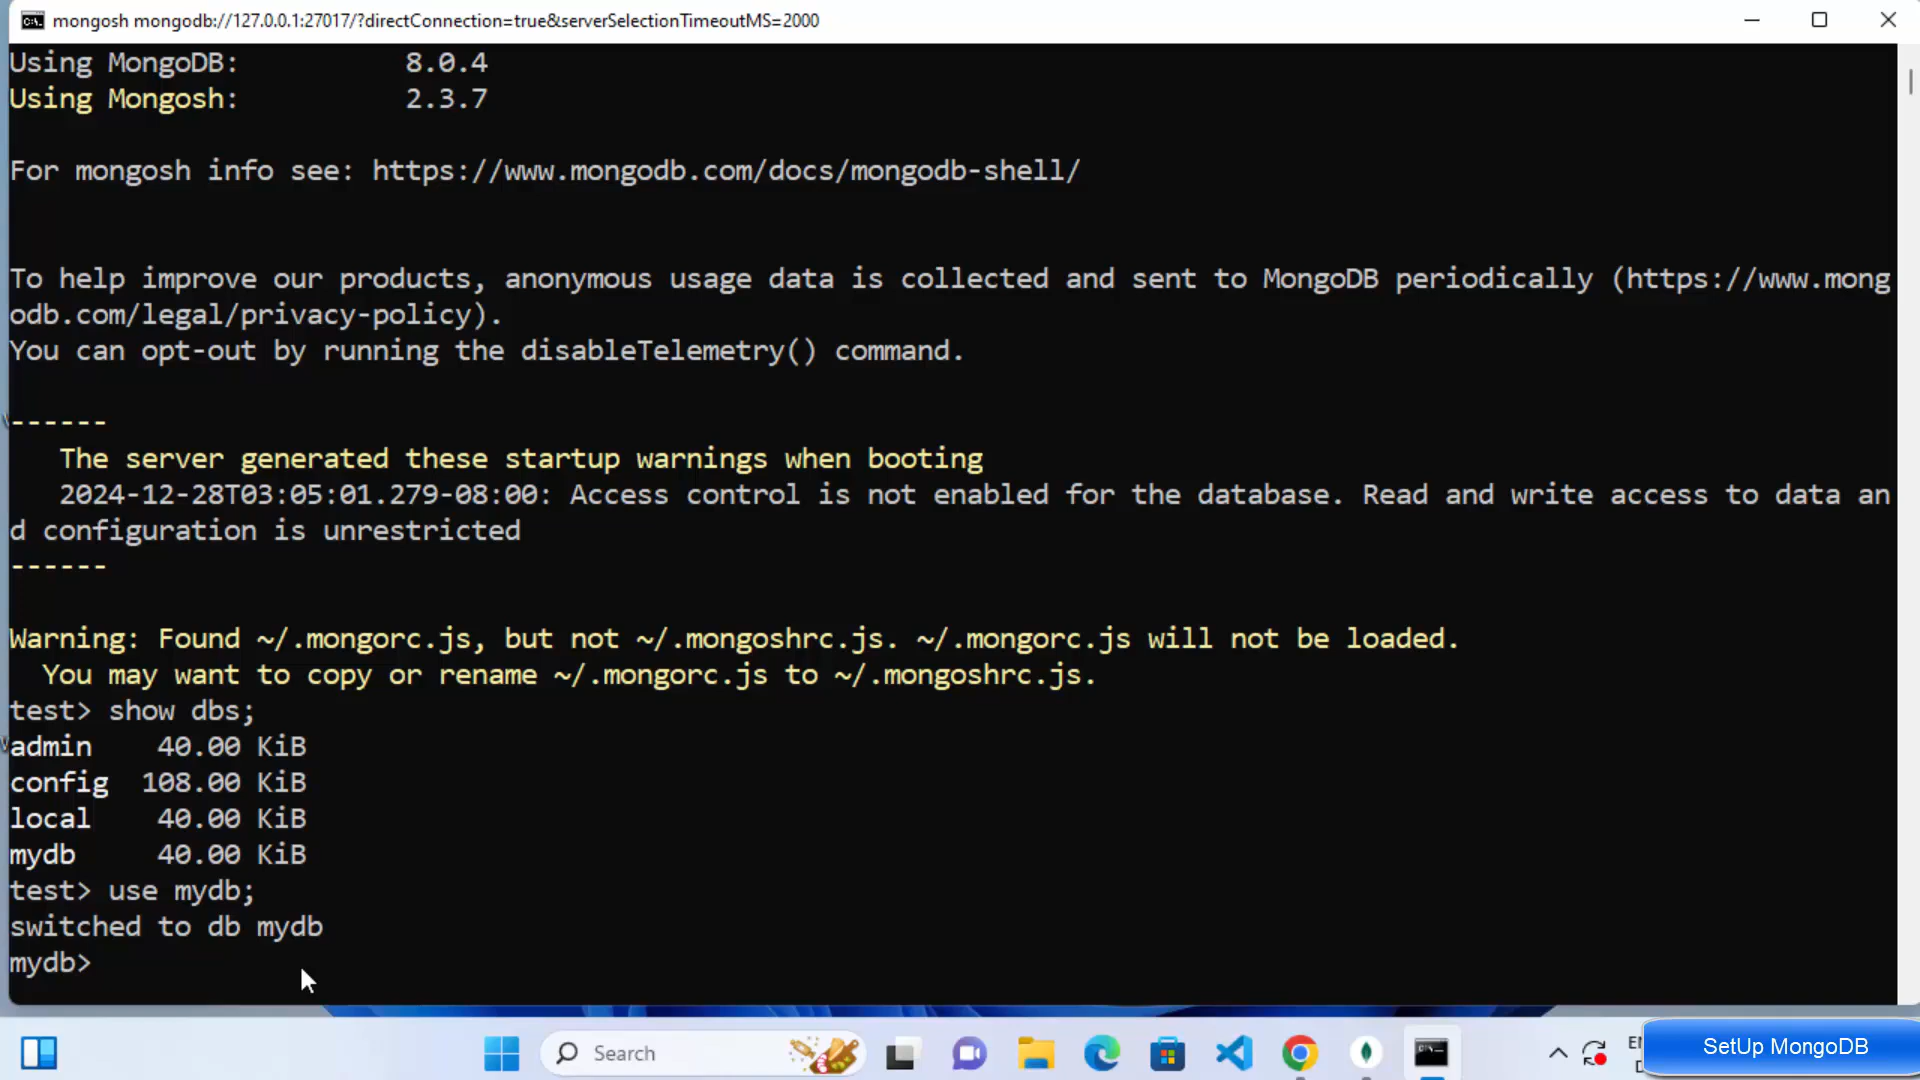 mongosh mongodb://127.0.0.1:27017/?directConnection=true&serverSelectionTimeoutMS=2000
Using MongoDB: 8.0.4
Using Mongosh: 2.3.7
For mongosh info see: https://www.mongodb.com/docs/mongodb-shell/
To help improve our products, anonymous usage data is collected and sent to MongoDB periodically (https://www.mong
odb.com/legal/privacy-policy).
You can opt-out by running the disableTelemetry() command.
------
The server generated these startup warnings when booting
2024-12-28T03:05:01.279-08:00: Access control is not enabled for the database. Read and write access to data an
d configuration is unrestricted
------
Warning: Found ~/.mongorc.js, but not ~/.mongoshrc.js. ~/.mongorc.js will not be loaded.
You may want to copy or rename ~/.mongorc.js to ~/.mongoshrc.js.
test> show dbs;
admin 40.00 KiB
config 108.00 KiB
local 40.00 KiB
mydb 40.00 KiB
test> use mydb;
switched to db mydb
mydb>
Search
SetUp MongoDB